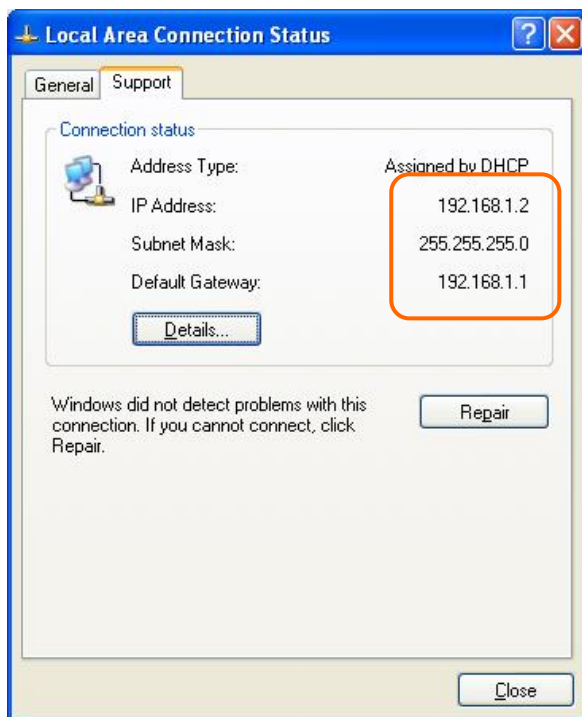 Local Area Connection Status
General Support
Connection status
Address Type: Assigned by DHCP
IP Address: 192.168.1.2
Subnet Mask: 255.255.255.0
Default Gateway: 192.168.1.1
Details...
Windows did not detect problems with this
connection. If you cannot connect, click
Repair.
Repair
Close